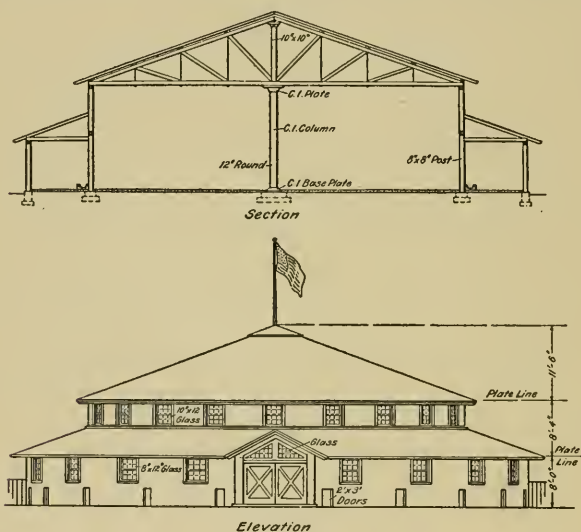 10"x10"
C.I. Plate
C.I. Column
12" Round
8"x8" Post
C.I. Base Plate
Section
11'-6"
Plate Line
10"x12
Glass
8'-4"
Glass
Plate
Line
8"x12" Glass
8'-0"
2'x3'
Doors
Elevation